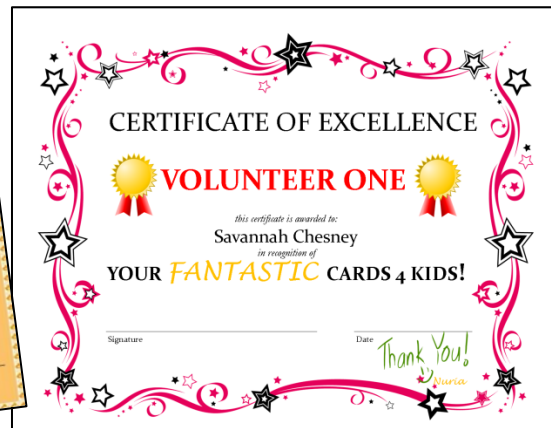 CERTIFICATE OF EXCELLENCE
VOLUNTEER ONE
this certificate is awarded to:
Savannah Chesney
in recognition of
YOUR FANTASTIC CARDS 4 KIDS!
Signature
Date
Thank You!
Nuria